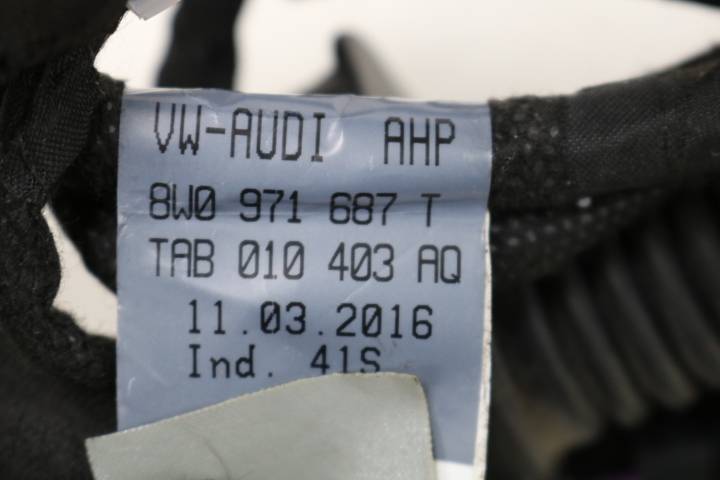 VW-AUDI AHP
8W0 971 687 T
TAB 010 403 AQ
11.03.2016
Ind. 41S